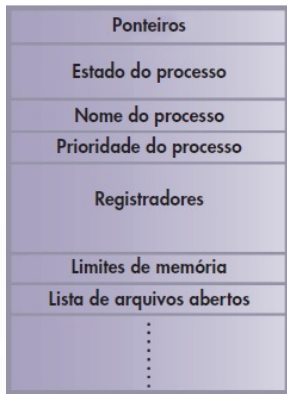 Ponteiros
Estado do processo
Nome do processo
Prioridade do processo
Registradores
Limites de memória
Lista de arquivos abertos